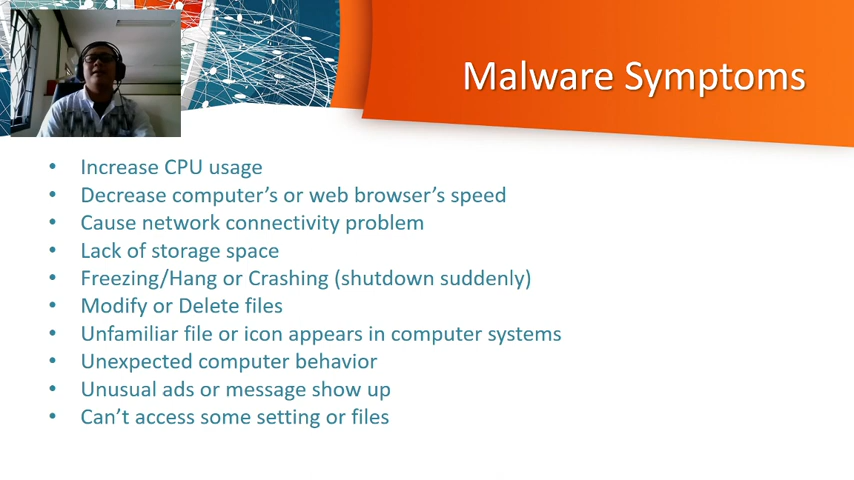 Malware Symptoms
• Increase CPU usage
• Decrease computer’s or web browser’s speed
• Cause network connectivity problem
• Lack of storage space
• Freezing/Hang or Crashing (shutdown suddenly)
• Modify or Delete files
• Unfamiliar file or icon appears in computer systems
• Unexpected computer behavior
• Unusual ads or message show up
• Can’t access some setting or files